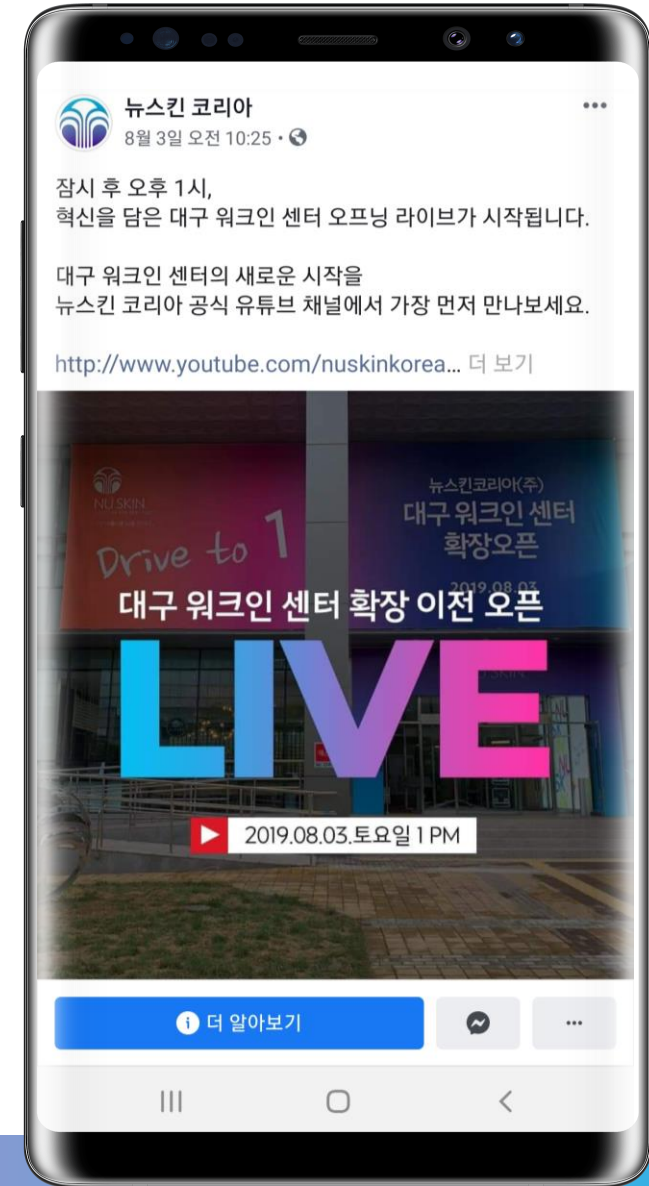 뉴스킨 코리아
8월 3일 오전 10:25
잠시 후 오후 1시,
혁신을 담은 대구 워크인 센터 오프닝 라이브가 시작됩니다.
대구 워크인 센터의 새로운 시작을
뉴스킨 코리아 공식 유튜브 채널에서 가장 먼저 만나보세요.
http://www.youtube.com/nuskinkorea... 더 보기
NU SKIN
Drive to 1
뉴스킨코리아(주)
대구 워크인 센터
확장오픈
2019.08.03
대구 워크인 센터 확장 이전 오픈
LIVE
NU SKIN
2019.08.03.토요일 1 PM
더 알아보기